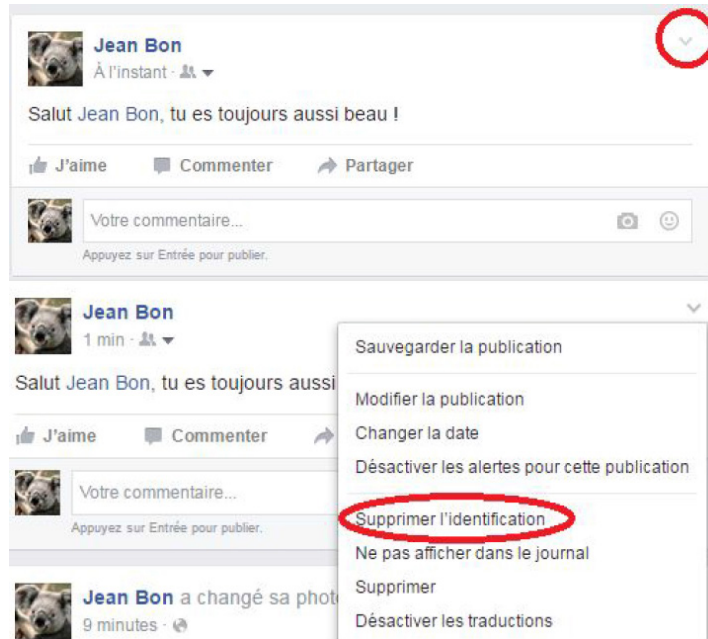 Jean Bon
À l'instant ·
Salut Jean Bon, tu es toujours aussi beau !
J'aime Commenter Partager
Votre commentaire...
Appuyez sur Entrée pour publier.
Jean Bon
1 min ·
Salut Jean Bon, tu es toujours aussi
J'aime Commenter
Votre commentaire...
Appuyez sur Entrée pour publier.
Jean Bon a changé sa photo
9 minutes ·
Sauvegarder la publication
Modifier la publication
Changer la date
Désactiver les alertes pour cette publication
Supprimer l'identification
Ne pas afficher dans le journal
Supprimer
Désactiver les traductions